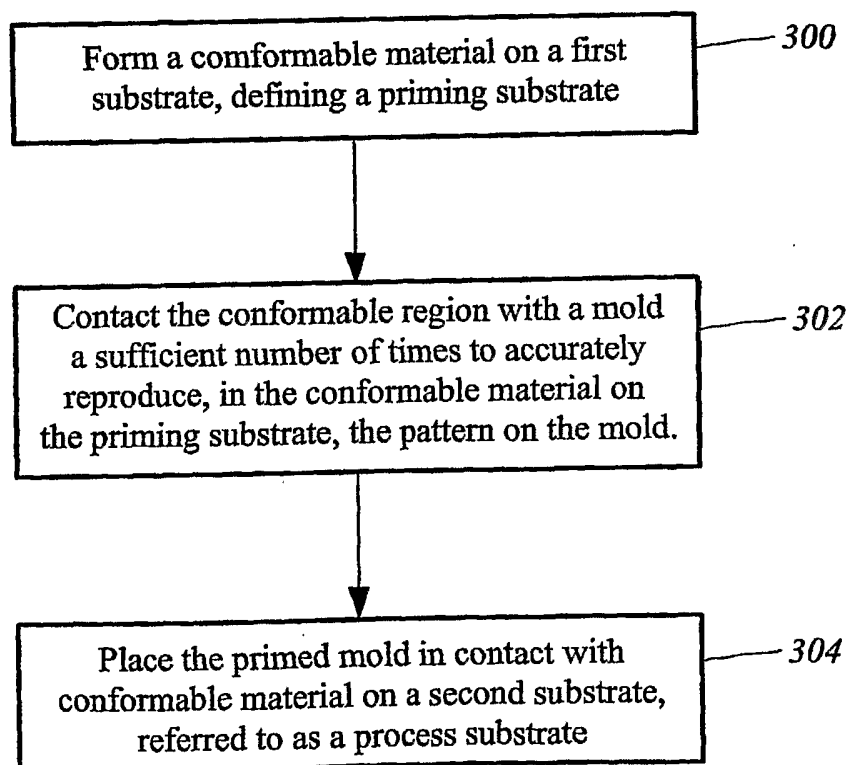 Form a comformable material on a first
substrate, defining a priming substrate
300
Contact the conformable region with a mold
a sufficient number of times to accurately
reproduce, in the conformable material on
the priming substrate, the pattern on the mold.
302
Place the primed mold in contact with
conformable material on a second substrate,
referred to as a process substrate
304